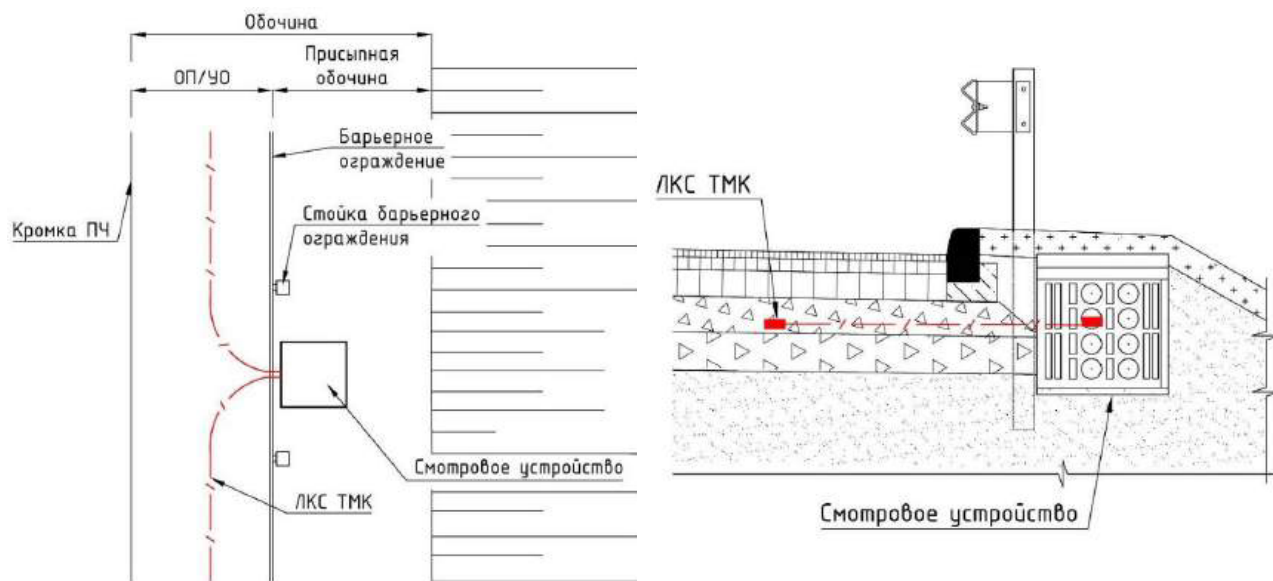 Обочина
ОП/УО
Присыпная
обочина
Барьерное
ограждение
Кромка ПЧ
Стойка барьерного
ограждения
Смотровое устройство
ЛКС ТМК
ЛКС ТМК
Смотровое устройство